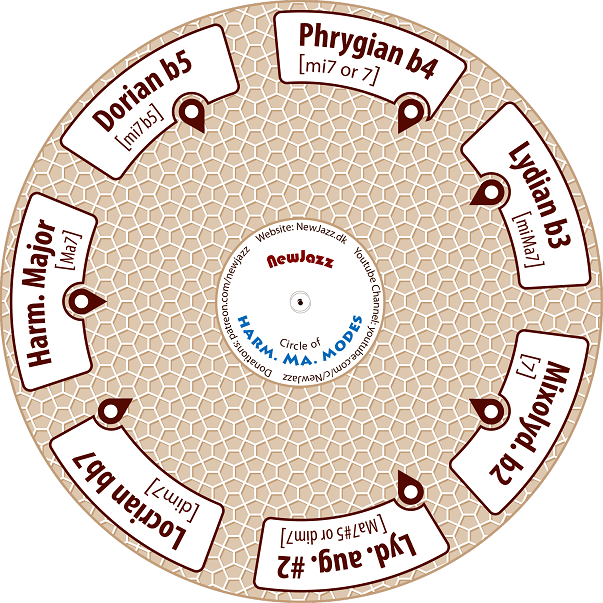 Phrygian b4
[mi7 or 7]
Lydian b3
[miMa7]
Mixolyd. b2
[7]
Lyd. aug. #2
[Ma7#5 or dim7]
Locrian bb7
[dim7]
Harm. Major
[Ma7]
Dorian b5
[mi7b5]
Website: NewJazz.dk
Youtube Channel: youtube.com/c/NewJazz
Donations: patreon.com/newjazz
NewJazz
Circle of
HARM. MA. MODES